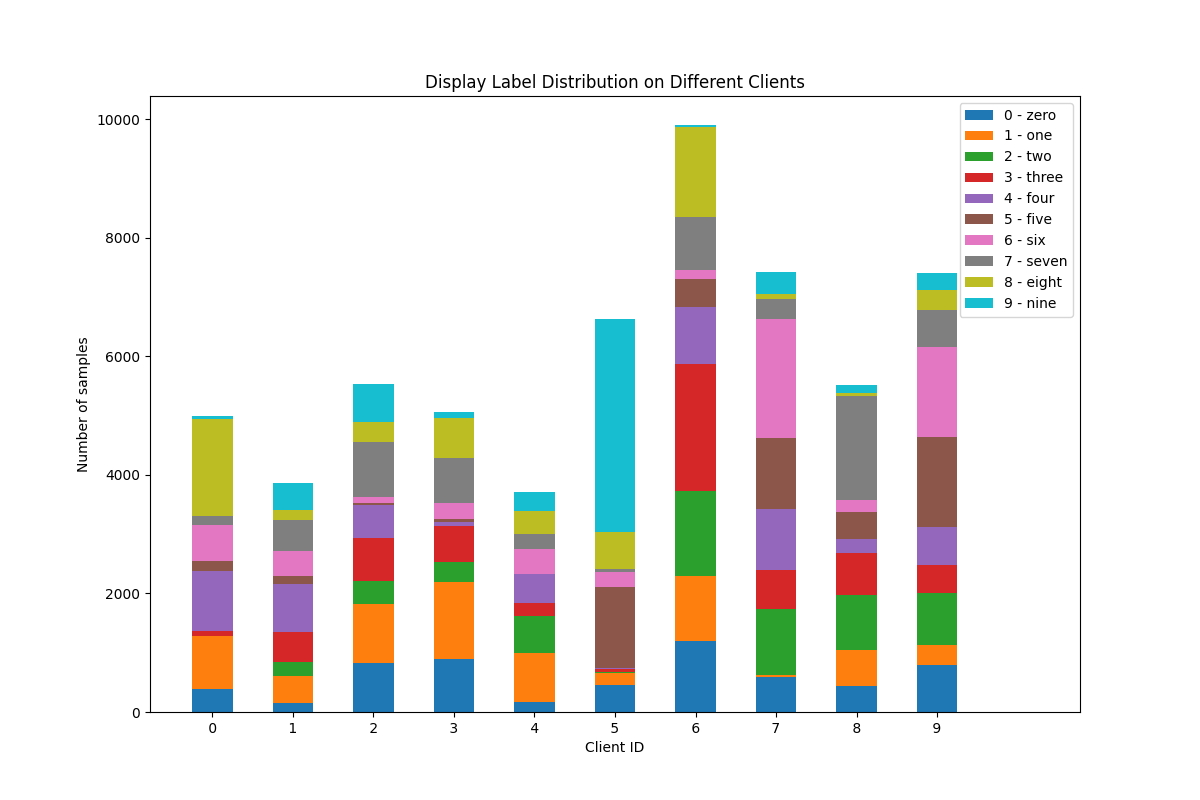 Display Label Distribution on Different Clients
10000
8000
6000
4000
2000
0
Number of samples
0 1 2 3 4 5 6 7 8 9
Client ID
0 - zero
1 - one
2 - two
3 - three
4 - four
5 - five
6 - six
7 - seven
8 - eight
9 - nine